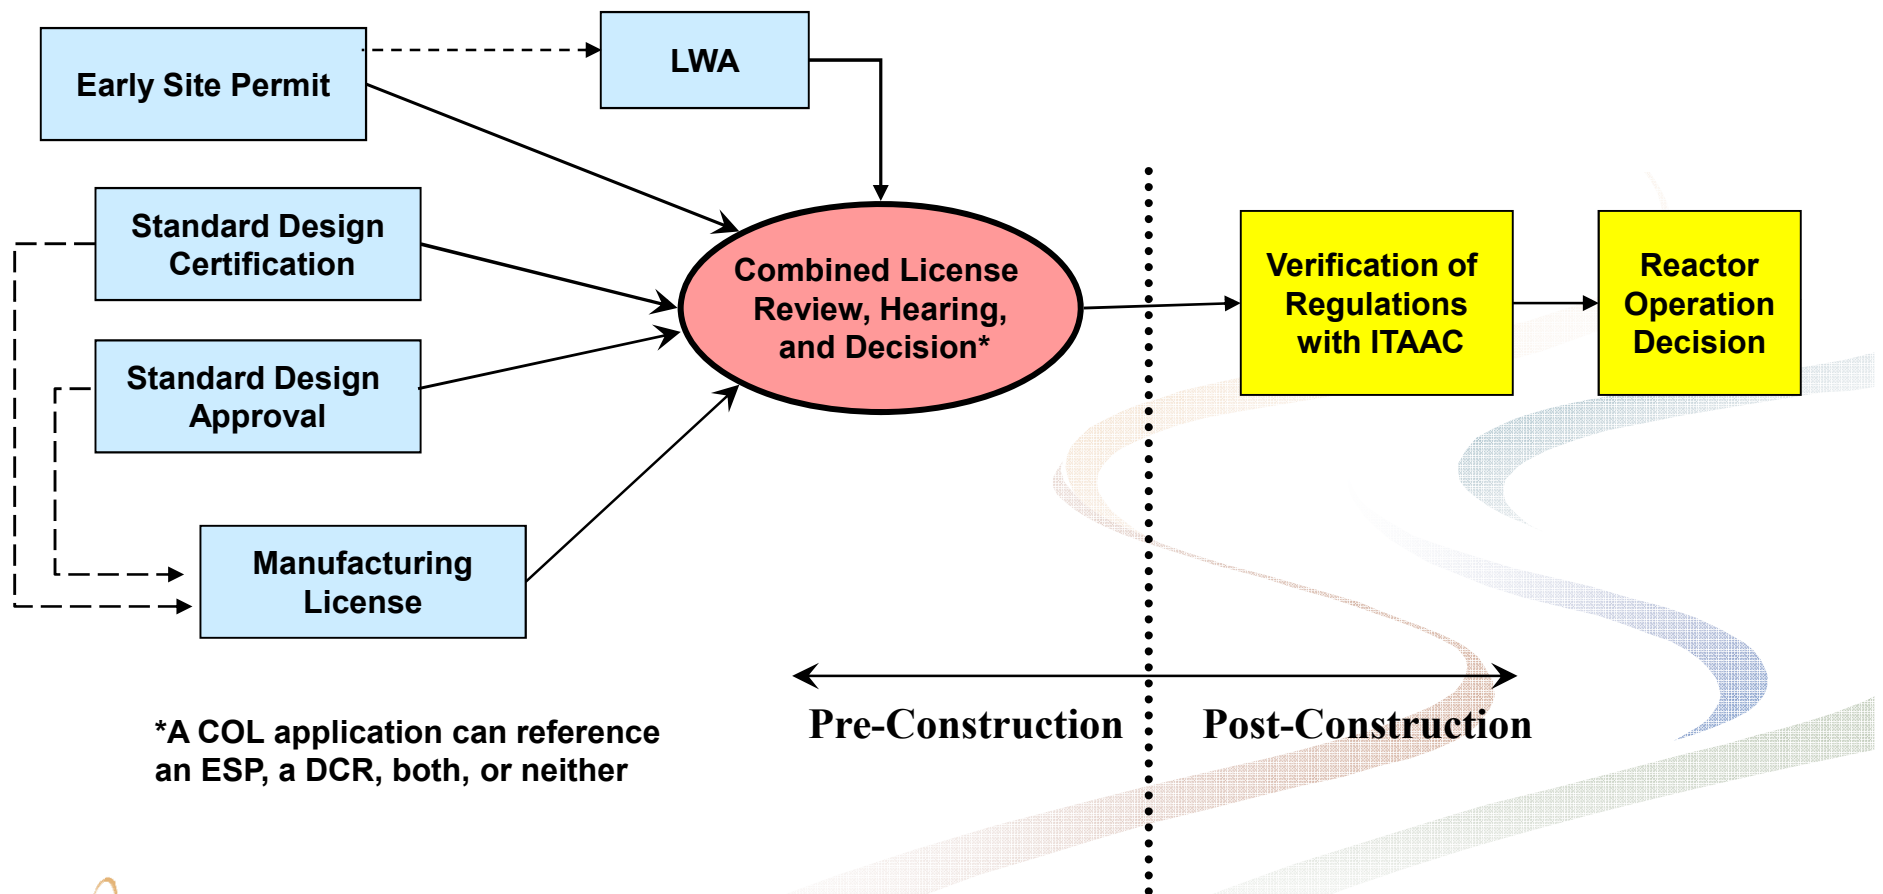 Early Site Permit
LWA
Standard Design
Certification
Standard Design
Approval
Manufacturing
License
Combined License
Review, Hearing,
and Decision*
Verification of
Regulations
with ITAAC
Reactor
Operation
Decision
Pre-Construction
Post-Construction
*A COL application can reference
an ESP, a DCR, both, or neither